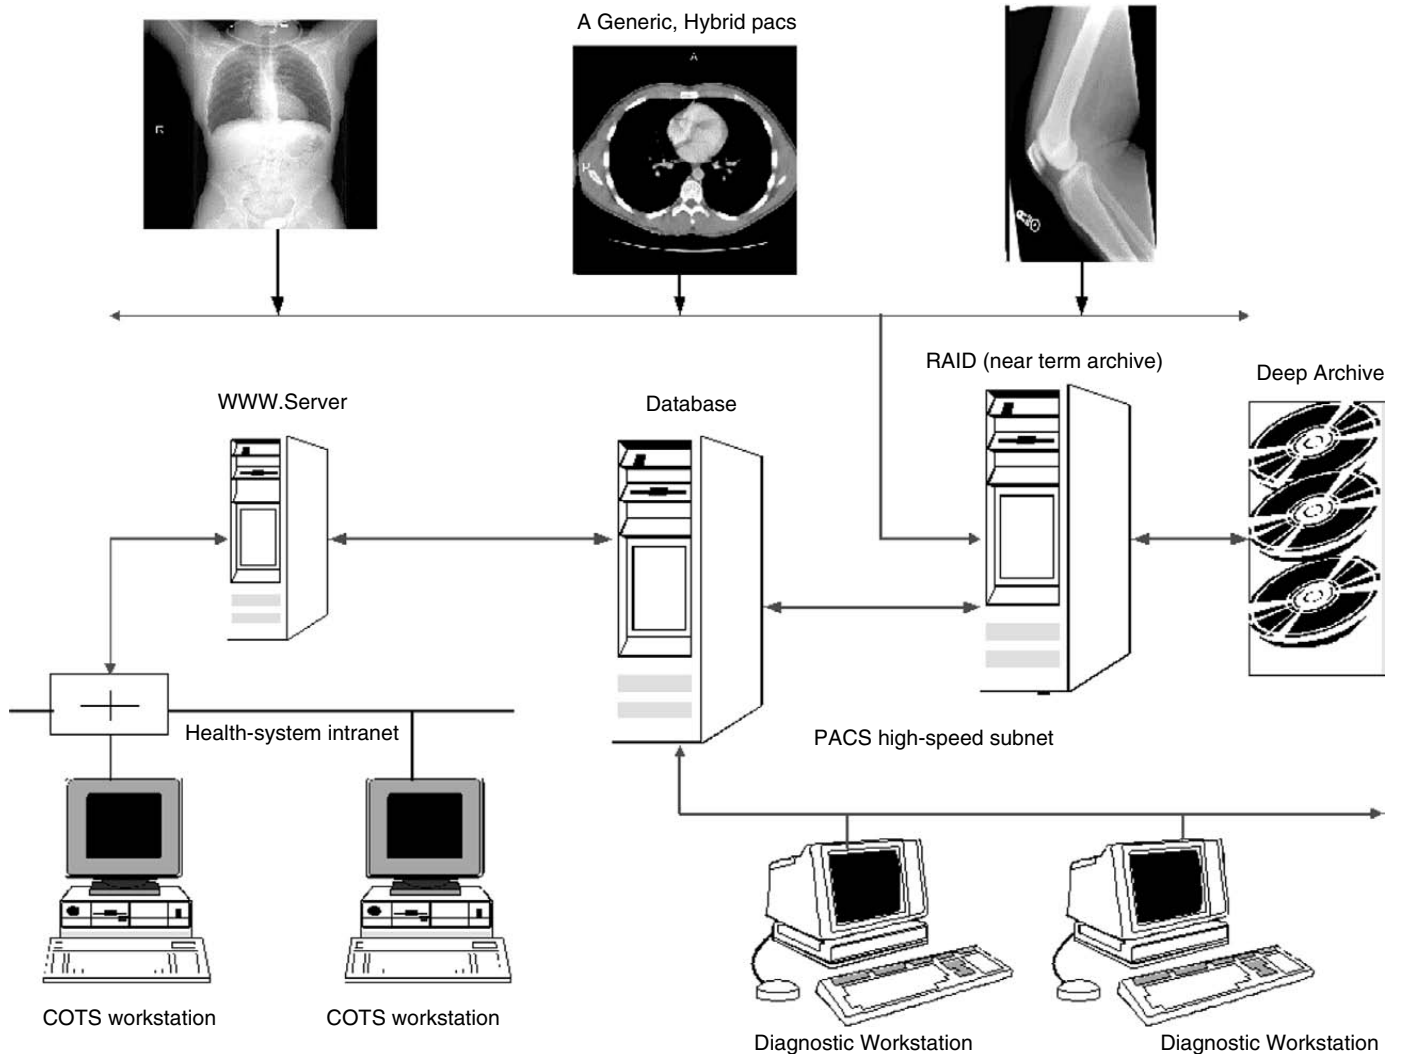 A Generic, Hybrid pacs
A
R
RAID (near term archive)
Deep Archive
WWW.Server
Database
Health-system intranet
PACS high-speed subnet
COTS workstation
COTS workstation
Diagnostic Workstation
Diagnostic Workstation